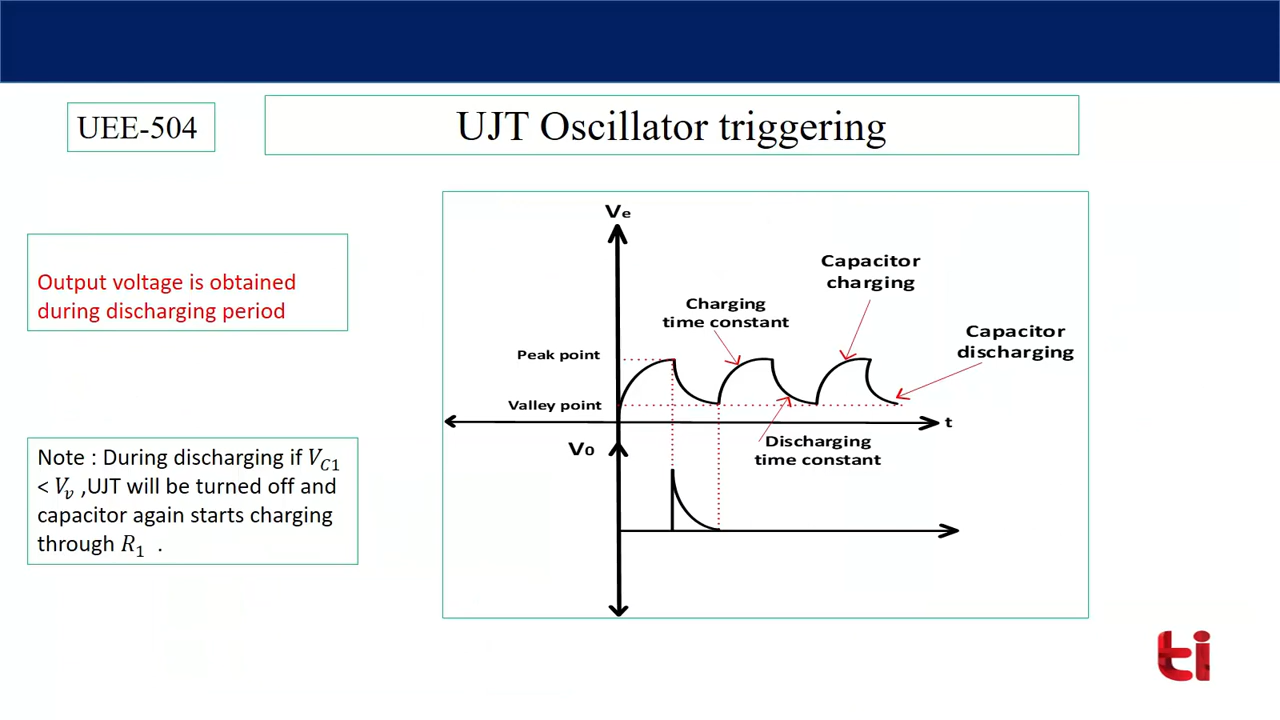 UEE-504
UJT Oscillator triggering
Output voltage is obtained
during discharging period
Note : During discharging if V_{C1}
< V_v ,UJT will be turned off and
capacitor again starts charging
through R_1 .
Ve
Capacitor
charging
Charging
time constant
Capacitor
discharging
Peak point
Valley point
t
V0
Discharging
time constant
ti